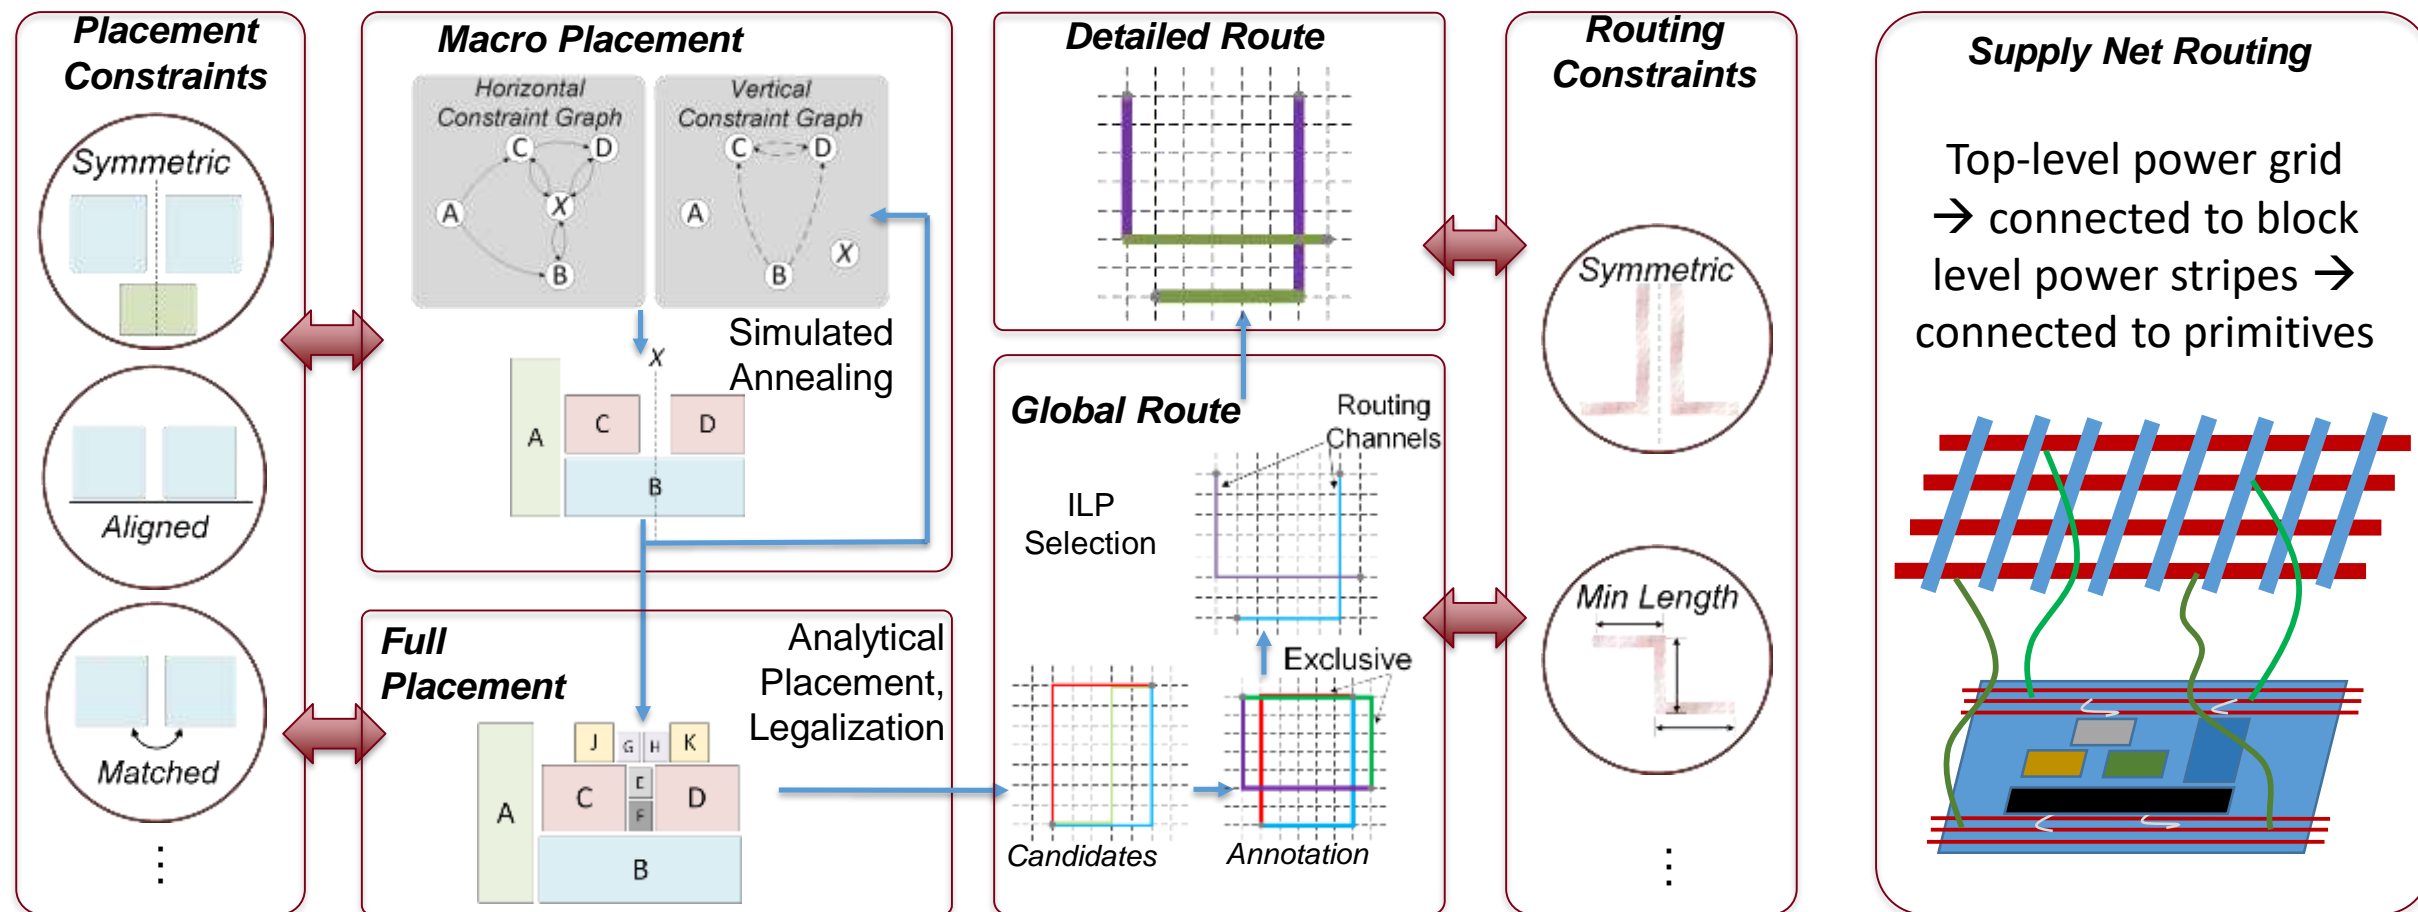 Placement
Constraints
Symmetric
Aligned
Matched
⋮
Macro Placement
Horizontal
Constraint Graph
C
D
A
X
B
Vertical
Constraint Graph
C
D
A
X
B
Simulated
Annealing
X
A
C
D
B
Full
Placement
Analytical
Placement,
Legalization
J
G
H
K
A
C
E
F
D
B
Detailed Route
Global Route
Routing
Channels
ILP
Selection
Exclusive
Candidates
Annotation
Routing
Constraints
Symmetric
Min Length
⋮
Supply Net Routing
Top-level power grid
→ connected to block
level power stripes →
connected to primitives